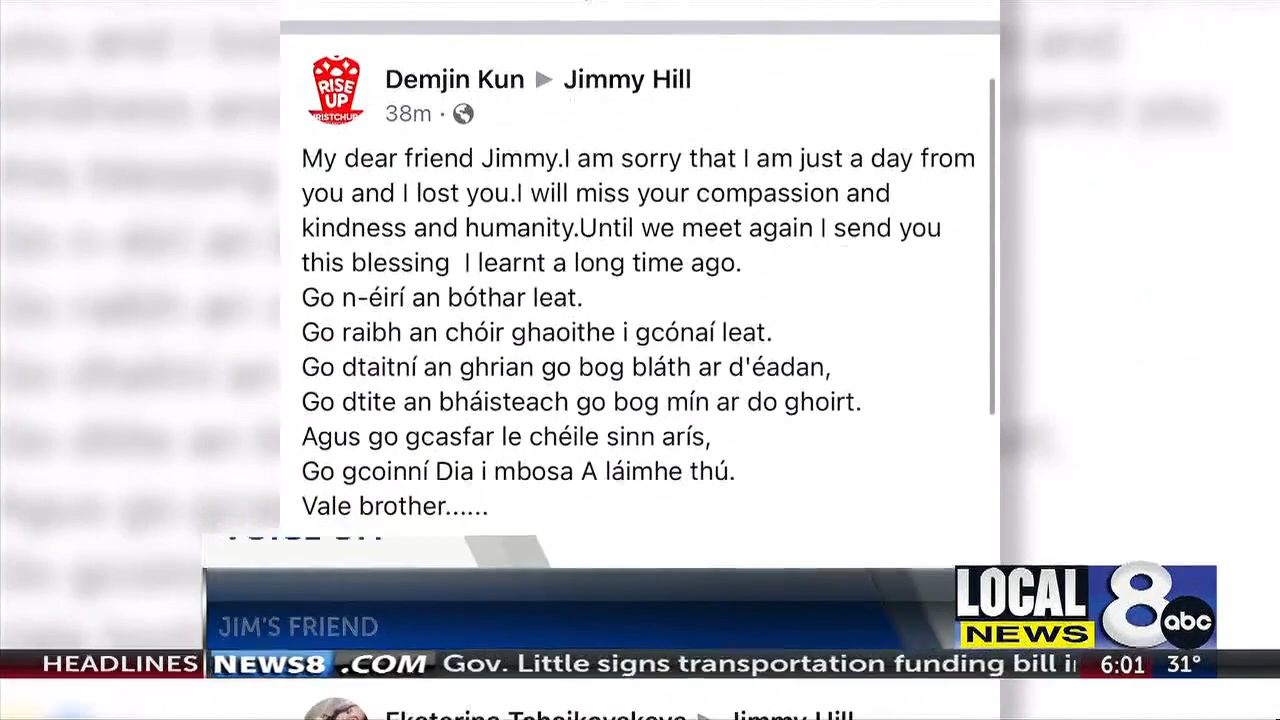 RISE
UP
Demjin Kun ▶ Jimmy Hill
38m ·
My dear friend Jimmy.I am sorry that I am just a day from
you and I lost you.I will miss your compassion and
kindness and humanity.Until we meet again I send you
this blessing I learnt a long time ago.
Go n-éirí an bóthar leat.
Go raibh an chóir ghaoithe i gcónaí leat.
Go dtaitní an ghrian go bog bláth ar d'éadan,
Go dtite an bháisteach go bog mín ar do ghoirt.
Agus go gcasfar le chéile sinn arís,
Go gcoinní Dia i mbosa A láimhe thú.
Vale brother......
JIM'S FRIEND
LOCAL
NEWS
8
abc
HEADLINES NEWS8.COM Gov. Little signs transportation funding bill 6:01 31°
Jimmy Hill